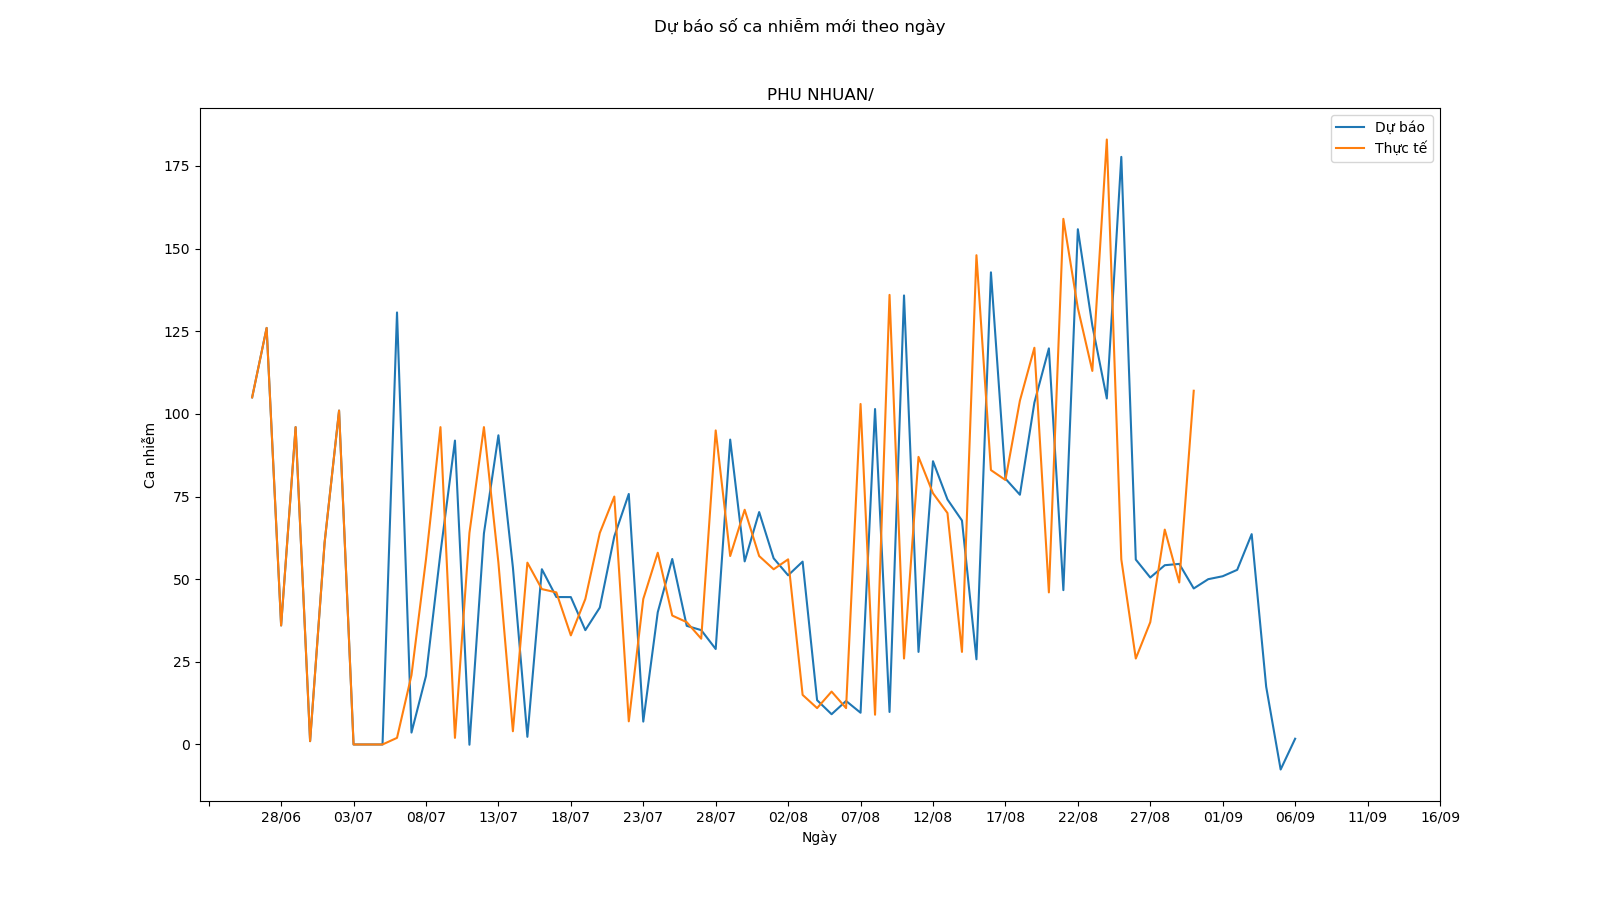 Dự báo số ca nhiễm mới theo ngày
PHU NHUAN/
Dự báo
Thực tế
175
150
125
100
75
50
25
0
Ca nhiễm
28/06 03/07 08/07 13/07 18/07 23/07 28/07 02/08 07/08 12/08 17/08 22/08 27/08 01/09 06/09 11/09 16/09
Ngày